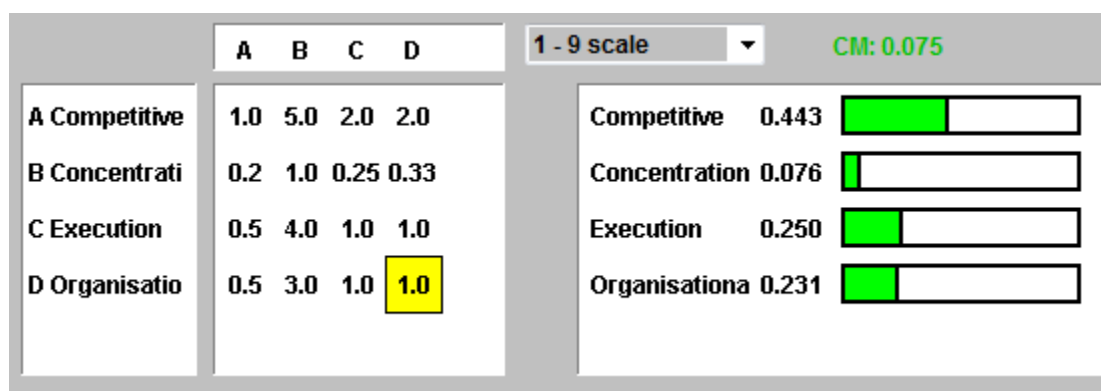 A B C D
1 - 9 scale
CM: 0.075
A Competitive 1.0 5.0 2.0 2.0
B Concentrati 0.2 1.0 0.25 0.33
C Execution 0.5 4.0 1.0 1.0
D Organisatio 0.5 3.0 1.0 1.0
Competitive 0.443
Concentration 0.076
Execution 0.250
Organisationa 0.231